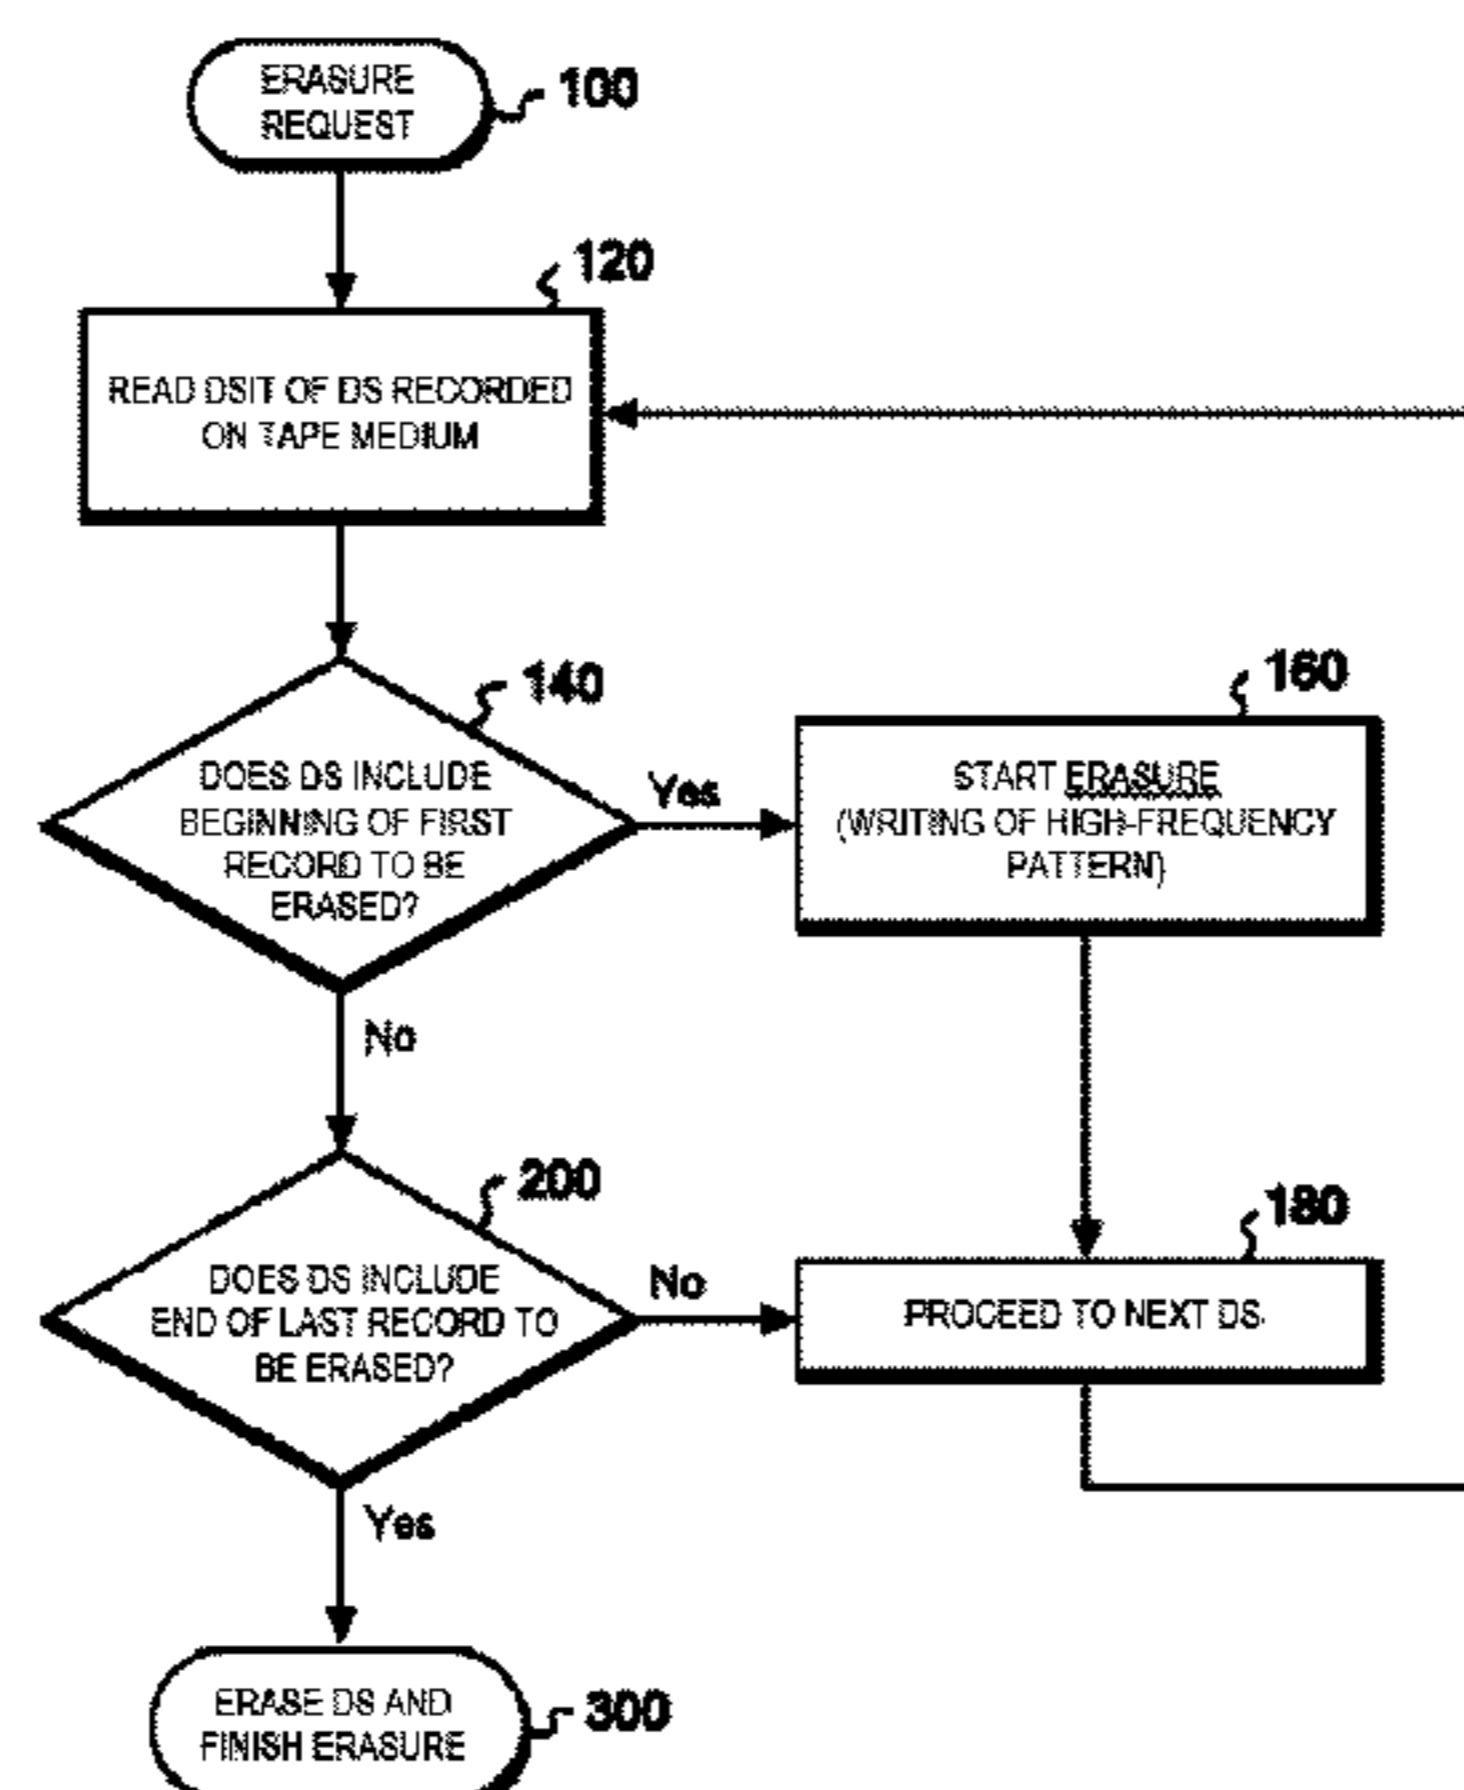 ERASURE
REQUEST
100
120
READ DSIT OF DS RECORDED
ON TAPE MEDIUM
140
DOES DS INCLUDE
BEGINNING OF FIRST
RECORD TO BE
ERASED?
Yes
160
START ERASURE
(WRITING OF HIGH-FREQUENCY
PATTERN)
No
200
DOES DS INCLUDE
END OF LAST RECORD TO
BE ERASED?
No
180
PROCEED TO NEXT DS
Yes
ERASE DS AND
FINISH ERASURE
300